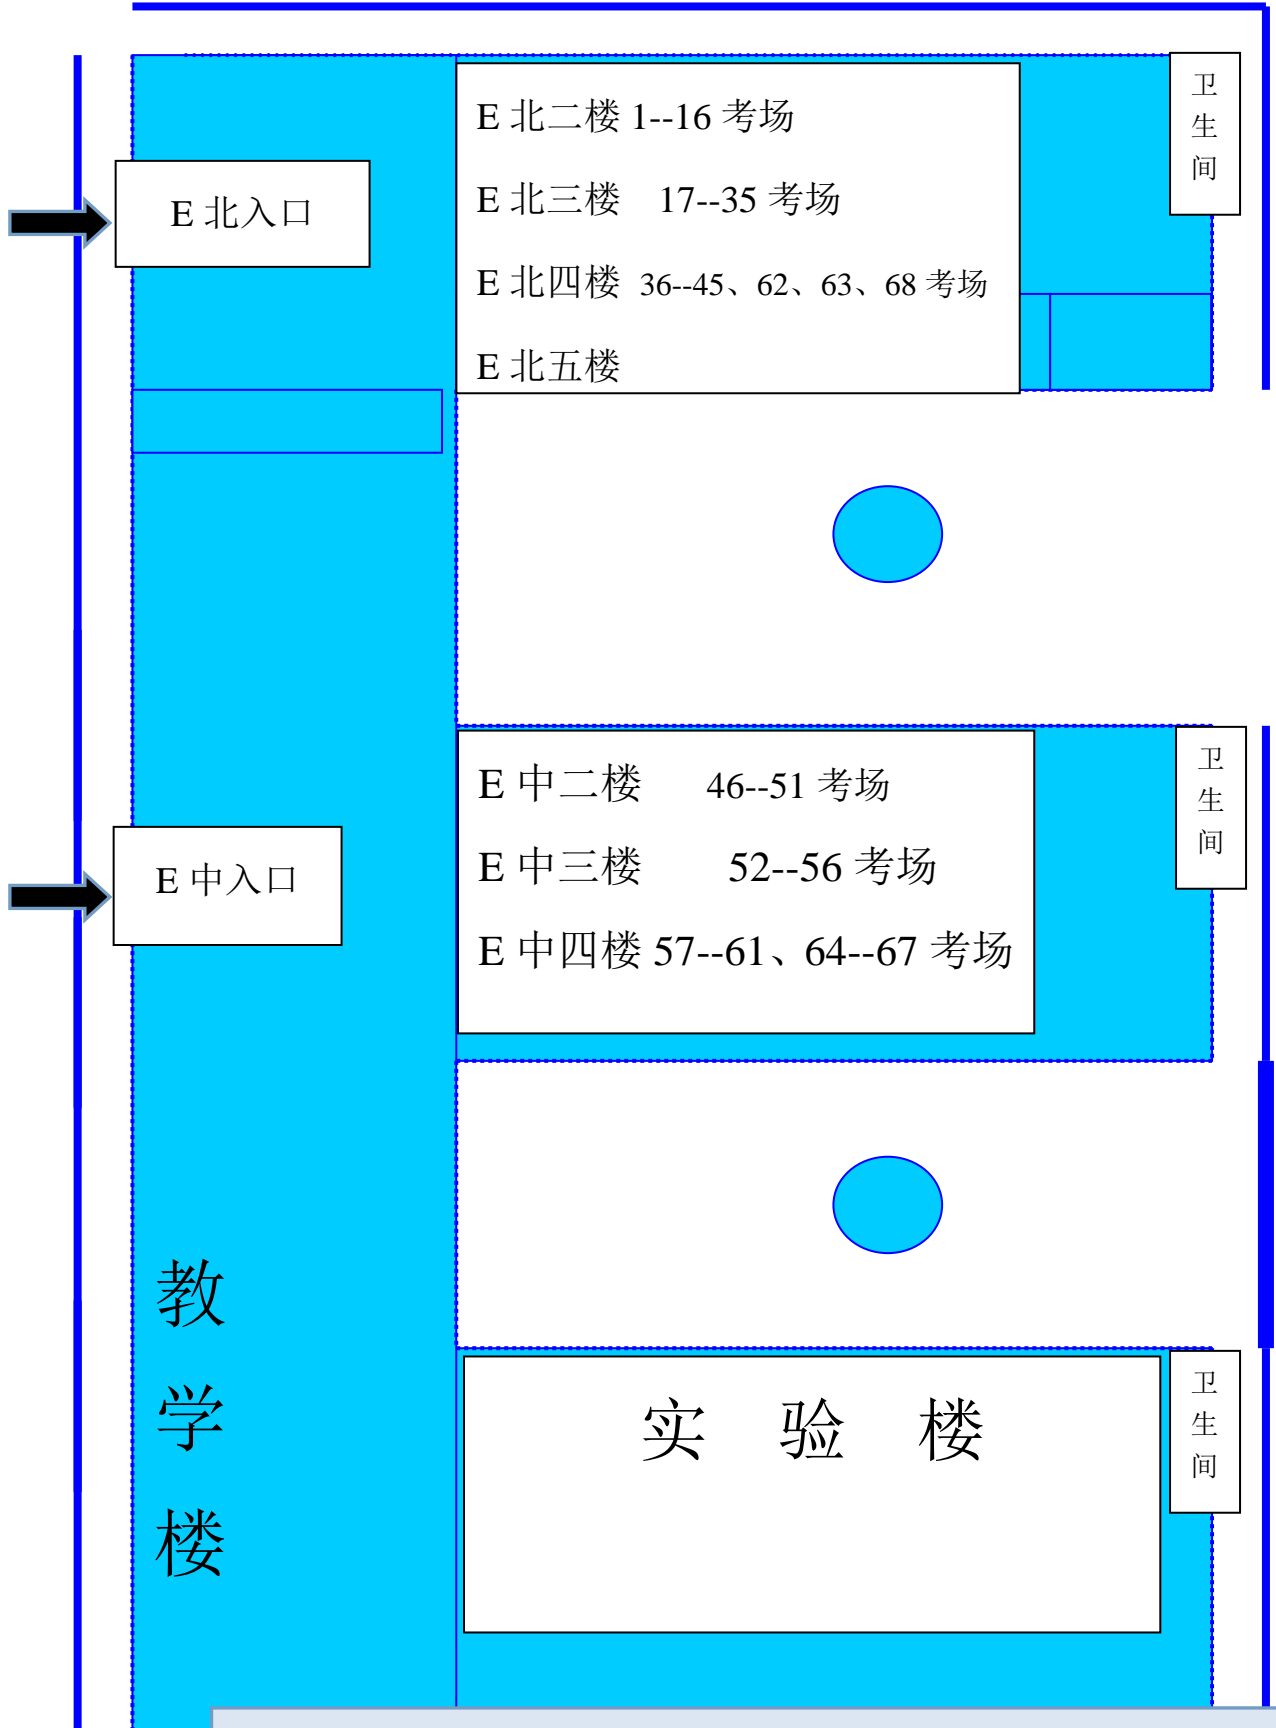 E 北二楼 1--16 考场
E 北三楼 17--35 考场
E 北四楼 36--45、62、63、68 考场
E 北五楼
卫生间
E 北入口
E 中二楼 46--51 考场
E 中三楼 52--56 考场
E 中四楼 57--61、64--67 考场
卫生间
E 中入口
教学楼
实 验 楼
卫生间